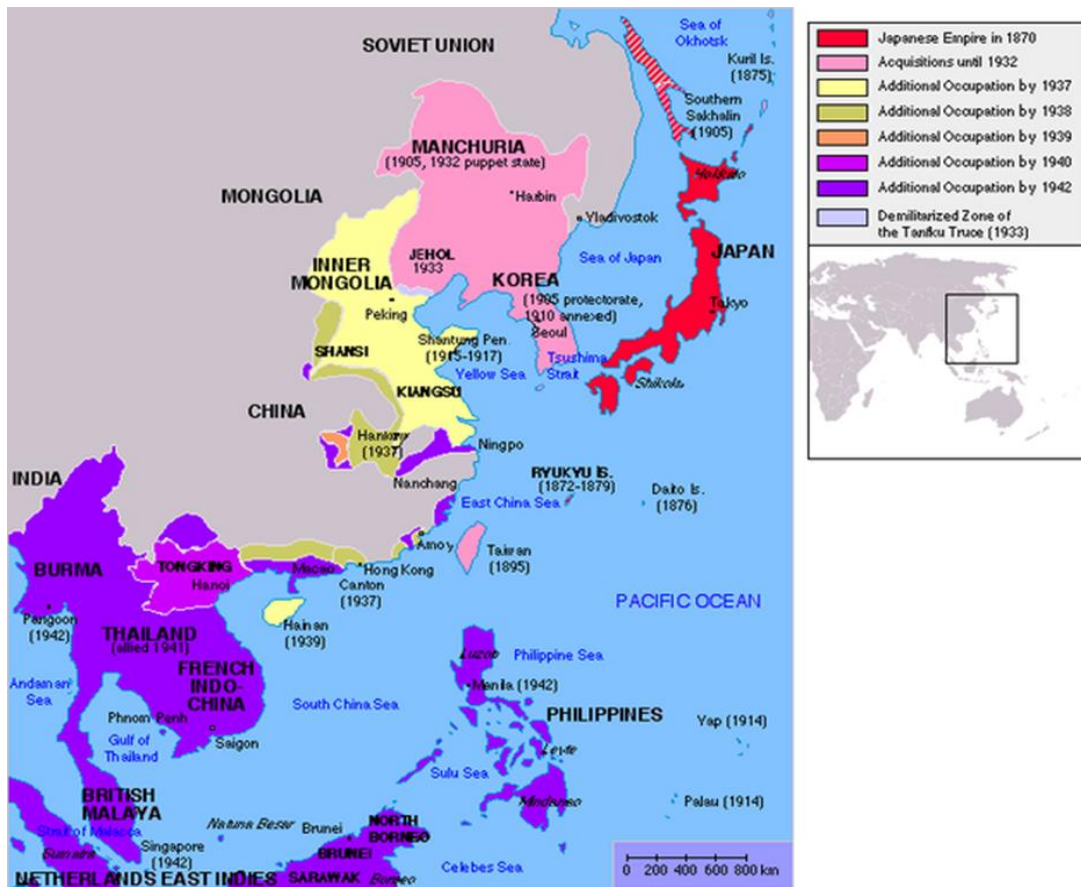 SOVIET UNION
Sea of
Okhotsk
Kuril Is.
(1875)
Southern
Sakhalin
(1905)
MANCHURIA
(1905, 1932 puppet state)
Harbin
Hokkaido
MONGOLIA
Vladivostok
Sea of Japan
JAPAN
JEHOL
1933
INNER
MONGOLIA
KOREA
(1905 protectorate,
1910 annexed)
Seoul
Tokyo
Peking
Shantung Pen.
(1915-1917)
SHANSI
Yellow Sea
Tsushima
Strait
Shikoku
KIANGSU
CHINA
Hankow
(1937)
Ningpo
Nanchang
RYUKYU IS.
(1872-1879)
Daito Is.
(1876)
East China Sea
INDIA
Amoy
Taiwan
(1895)
BURMA
TONGKING
Hanoi
Macao
Hong Kong
Canton
(1937)
PACIFIC OCEAN
Rangoon
(1942)
THAILAND
(allied 1941)
Hainan
(1939)
Luzon
Philippine Sea
Manila (1942)
Andaman
Sea
FRENCH
INDO-
CHINA
South China Sea
PHILIPPINES
Yap (1914)
Phnom Penh
Gulf of
Thailand
Saigon
Leyte
Sulu Sea
Mindanao
Palau (1914)
BRITISH
MALAYA
Strait of Malacca
Natuna Besar
Brunei
NORTH
BORNEO
Singapore
(1942)
Sumatra
BRUNEI
Celebes Sea
NETHERLANDS EAST INDIES
SARAWAK
Borneo
0 200 400 600 800 km
Japanese Empire in 1870
Acquisitions until 1932
Additional Occupation by 1937
Additional Occupation by 1938
Additional Occupation by 1939
Additional Occupation by 1940
Additional Occupation by 1942
Demilitarized Zone of
the Tanfku Truce (1933)